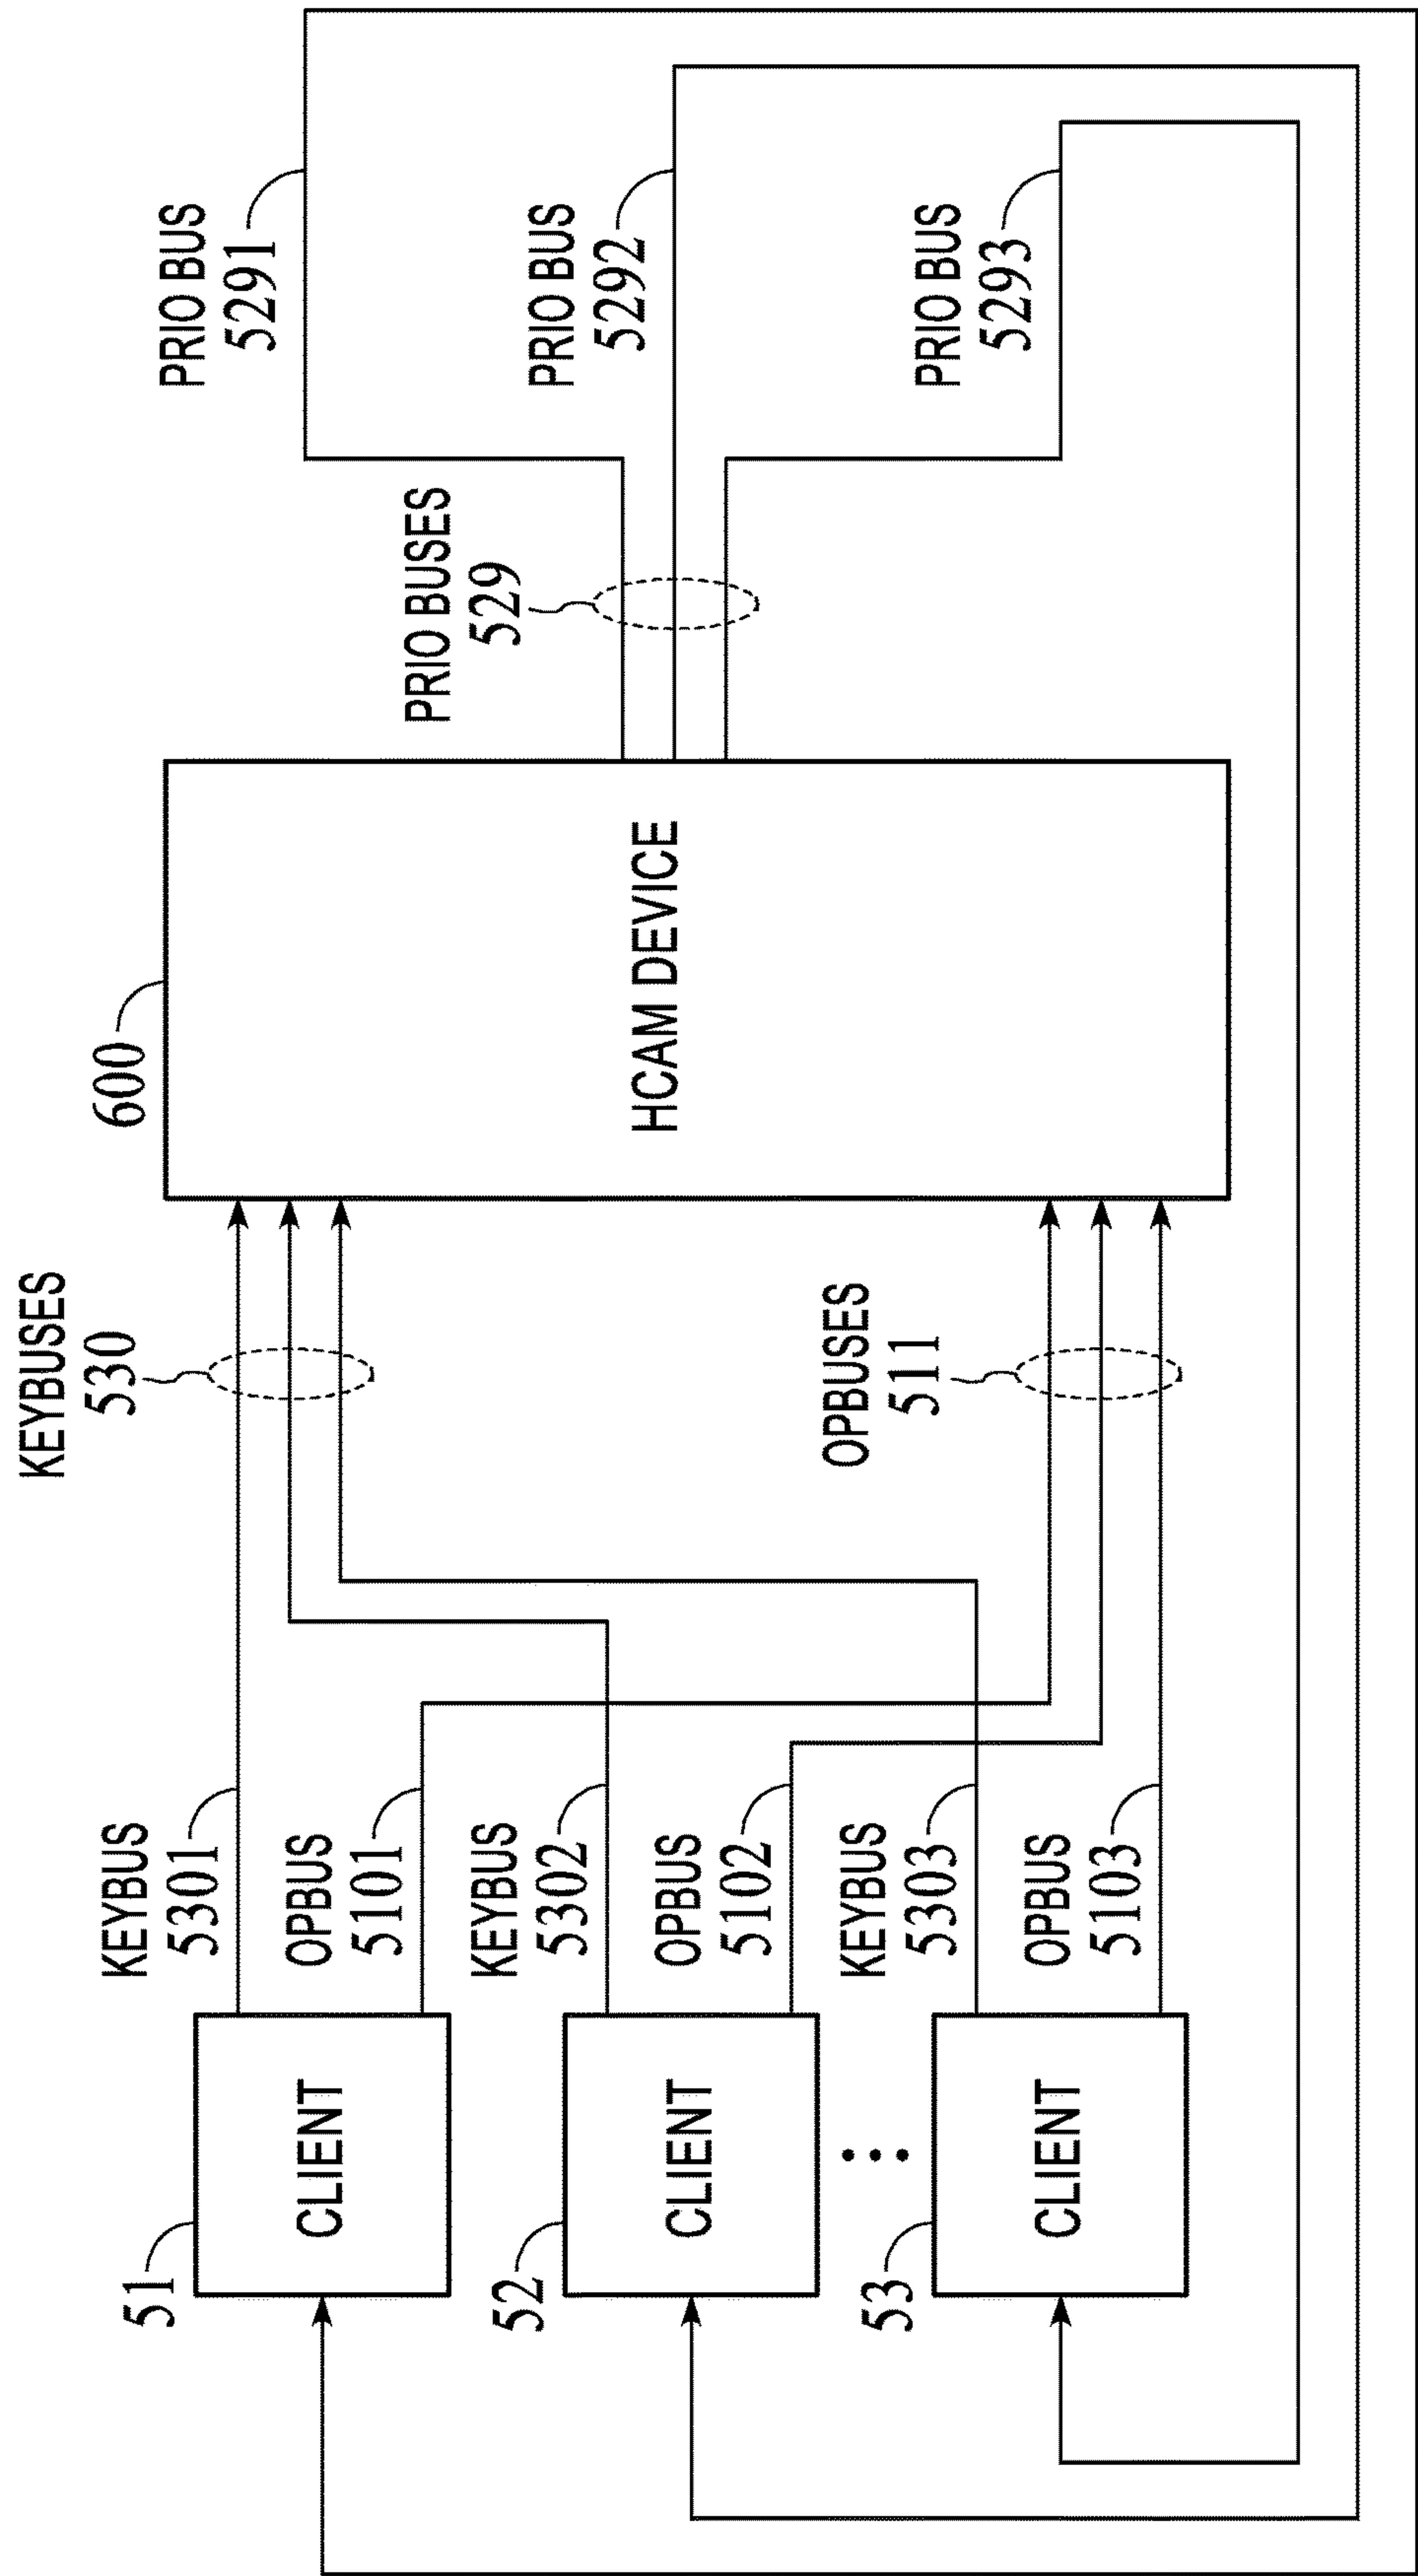 51
CLIENT
KEYBUS
5301
OPBUS
5101
52
CLIENT
KEYBUS
5302
OPBUS
5102
53
CLIENT
KEYBUS
5303
OPBUS
5103
KEYBUSES
530
OPBUSES
511
600
HCAM DEVICE
PRIO BUSES
529
PRIO BUS
5291
PRIO BUS
5292
PRIO BUS
5293